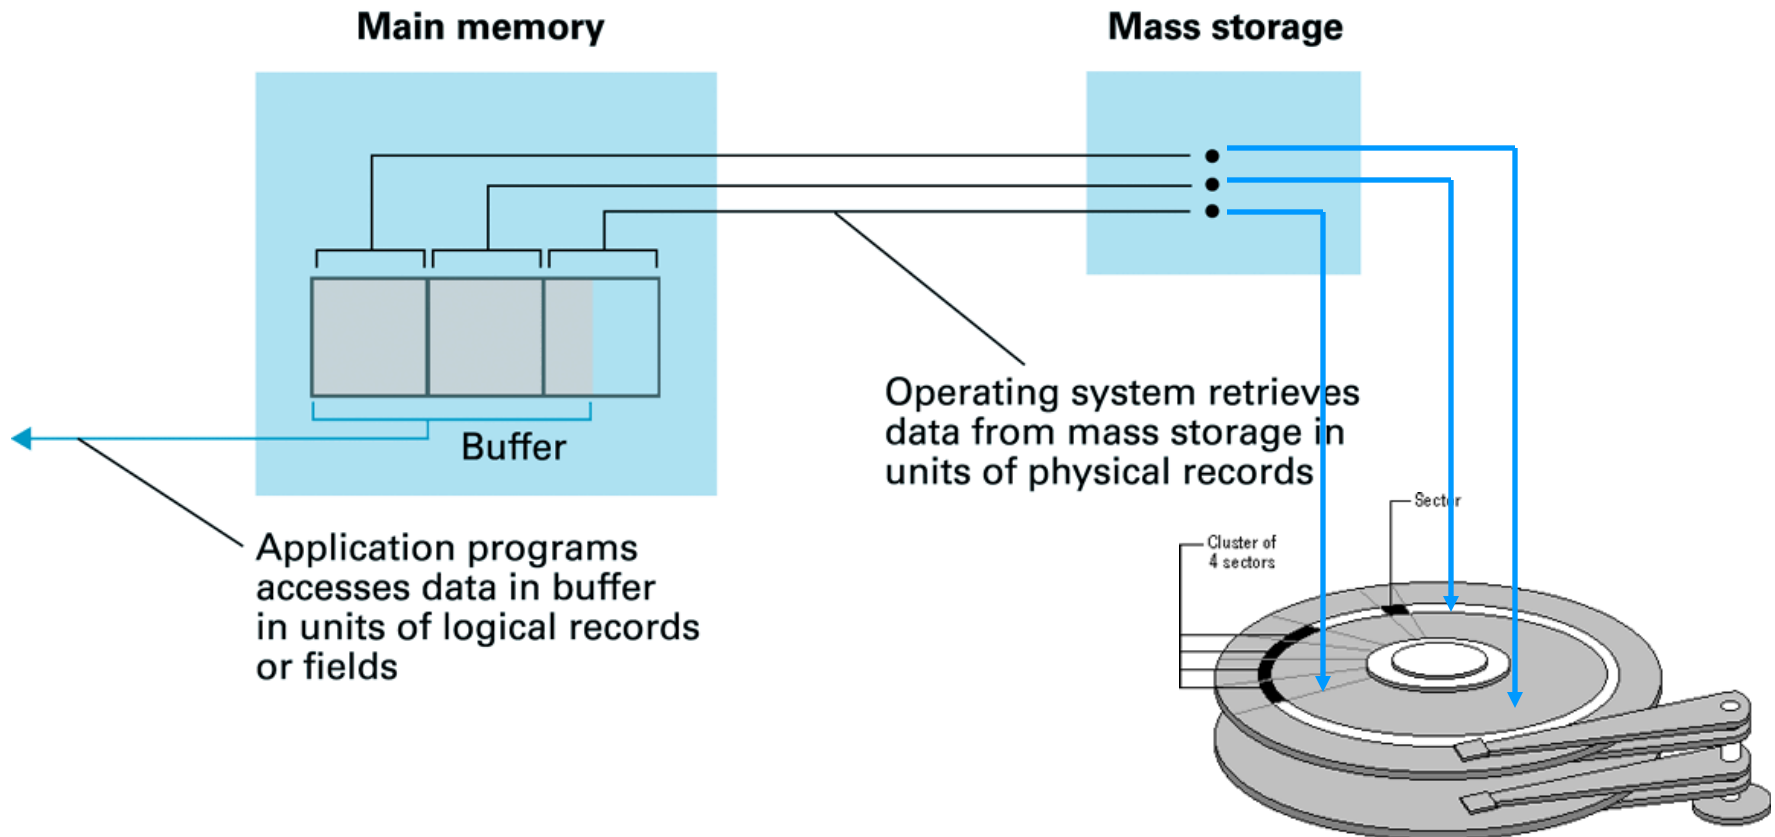 Main memory
Mass storage
Buffer
Operating system retrieves
data from mass storage in
units of physical records
Application programs
accesses data in buffer
in units of logical records
or fields
Sector
Cluster of
4 sectors